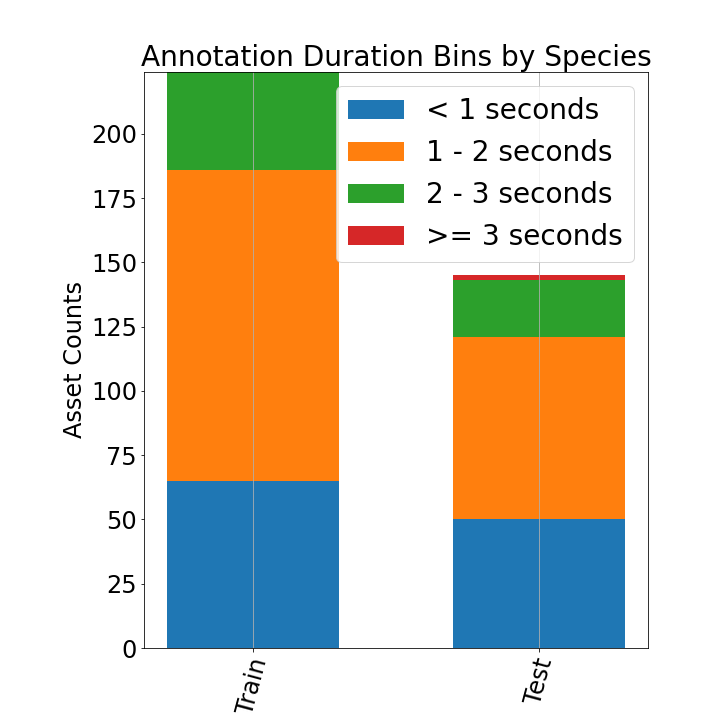 Annotation Duration Bins by Species
< 1 seconds
1 - 2 seconds
2 - 3 seconds
>= 3 seconds
Asset Counts
200
175
150
125
100
75
50
25
0
Train
Test